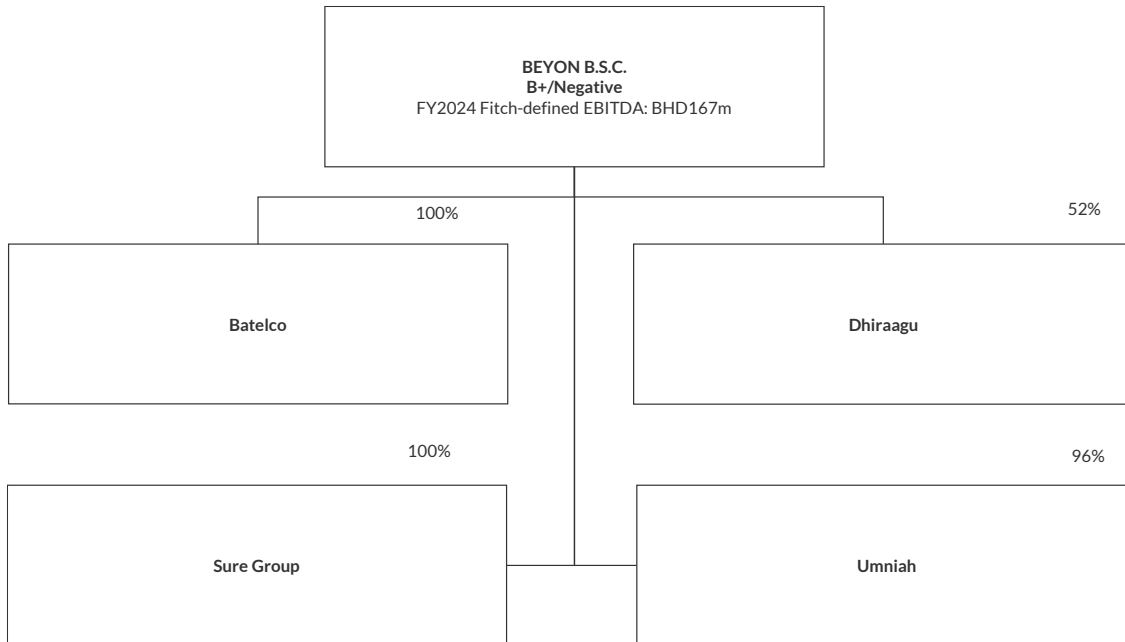 BEYON B.S.C.
B+/Negative
FY2024 Fitch-defined EBITDA: BHD167m
100%
52%
Batelco
Dhiraagu
100%
96%
Sure Group
Umniah